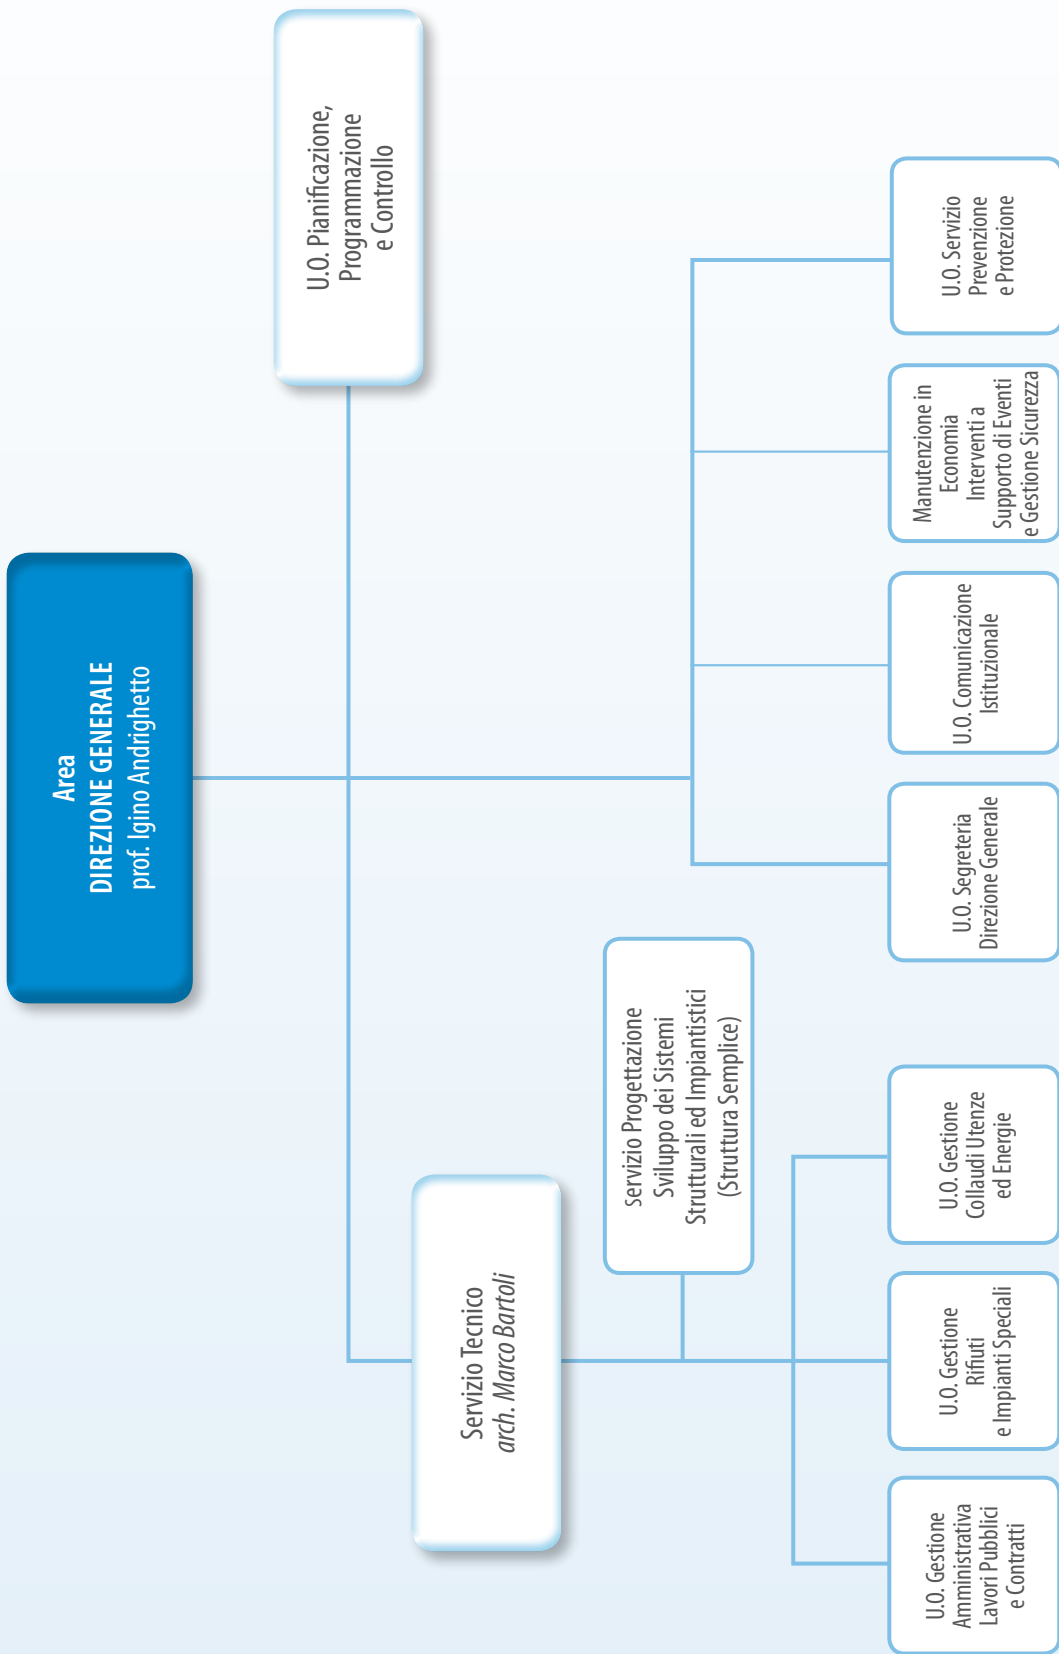 Area
DIREZIONE GENERALE
prof. Igino Andrighetto
U.O. Pianificazione,
Programmazione
e Controllo
Servizio Tecnico
arch. Marco Bartoli
servizio Progettazione
Sviluppo dei Sistemi
Strutturali ed Impiantistici
(Struttura Semplice)
U.O. Gestione
Amministrativa
Lavori Pubblici
e Contratti
U.O. Gestione
Rifiuti
e Impianti Speciali
U.O. Gestione
Collaudi Utenze
ed Energie
U.O. Segreteria
Direzione Generale
U.O. Comunicazione
Istituzionale
Manutenzione in
Economia
Interventi a
Supporto di Eventi
e Gestione Sicurezza
U.O. Servizio
Prevenzione
e Protezione